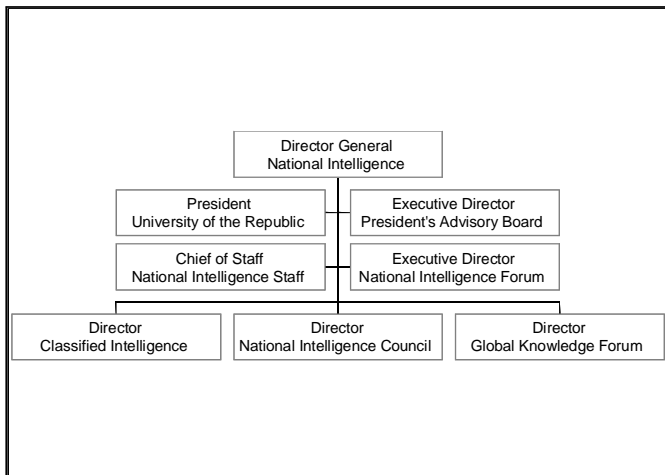 Director General
National Intelligence
President
University of the Republic
Executive Director
President's Advisory Board
Chief of Staff
National Intelligence Staff
Executive Director
National Intelligence Forum
Director
Classified Intelligence
Director
National Intelligence Council
Director
Global Knowledge Forum